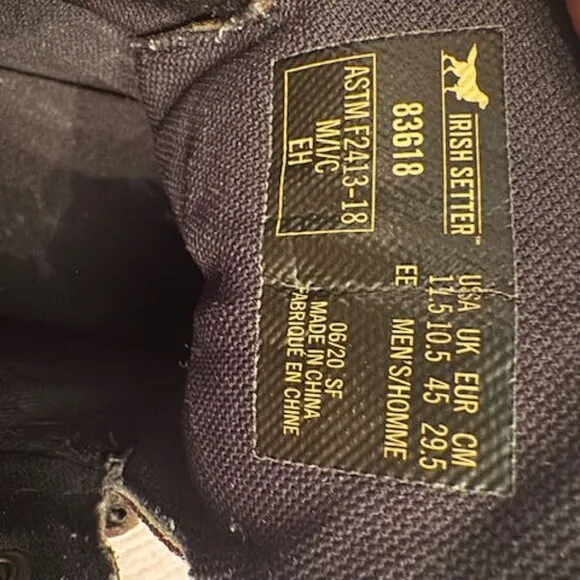 IRISH SETTER™
83618
ASTM F2413-18
M/I/C
EH
USA UK EUR CM
11.5 10.5 45 29.5
EE MEN'S/HOMME
06/20 SF
MADE IN CHINA
FABRIQUÉ EN CHINE